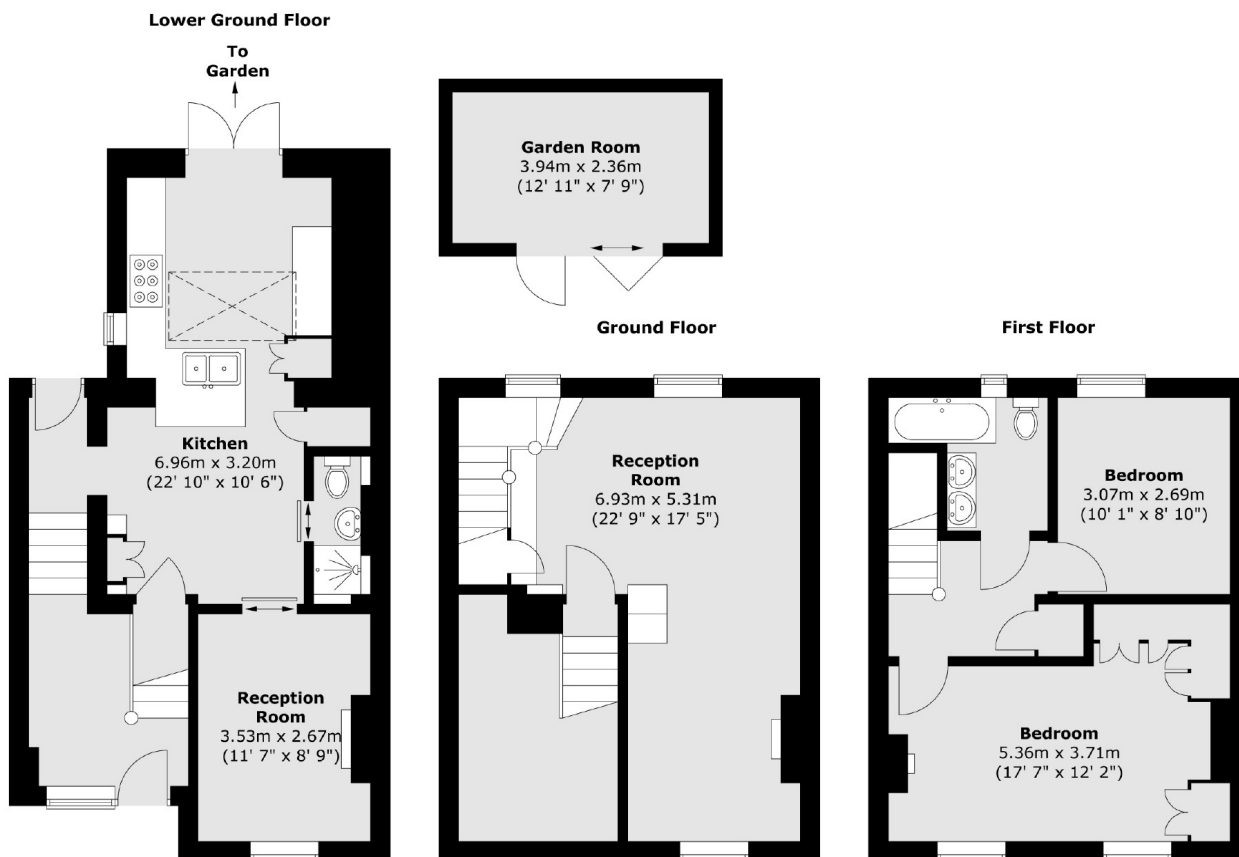 Lower Ground Floor
To
Garden
Kitchen
6.96m x 3.20m
(22' 10" x 10' 6")
Reception
Room
3.53m x 2.67m
(11' 7" x 8' 9")
Garden Room
3.94m x 2.36m
(12' 11" x 7' 9")
Ground Floor
Reception
Room
6.93m x 5.31m
(22' 9" x 17' 5")
First Floor
Bedroom
3.07m x 2.69m
(10' 1" x 8' 10")
Bedroom
5.36m x 3.71m
(17' 7" x 12' 2")